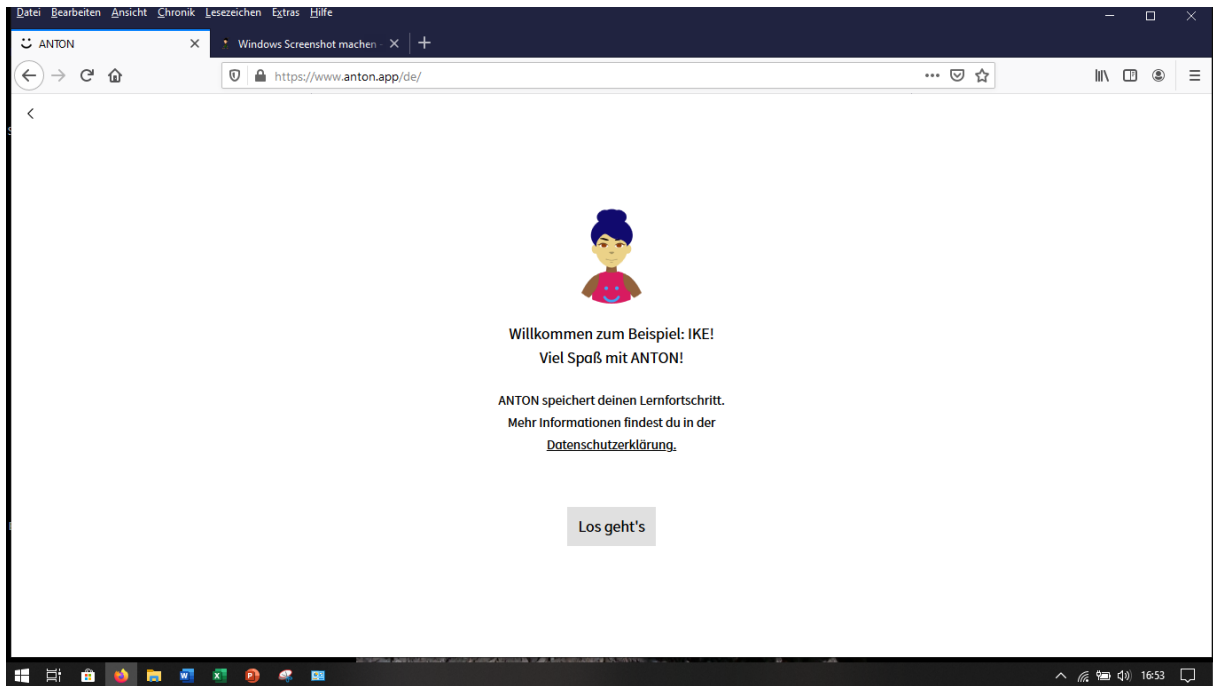 Datei Bearbeiten Ansicht Chronik Lesezeichen Extras Hilfe
ANTON
Windows Screenshot machen -
https://www.anton.app/de/
Willkommen zum Beispiel: IKE!
Viel Spaß mit ANTON!
ANTON speichert deinen Lernfortschritt.
Mehr Informationen findest du in der
Datenschutzerklärung.
Los geht's
16:53